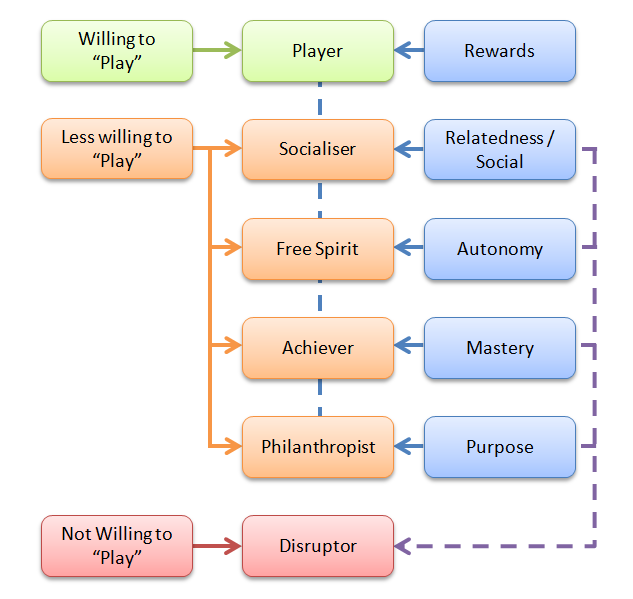 Willing to
“Play”
Player
Rewards
Less willing to
“Play”
Socialiser
Relatedness /
Social
Free Spirit
Autonomy
Achiever
Mastery
Philanthropist
Purpose
Not Willing to
“Play”
Disruptor